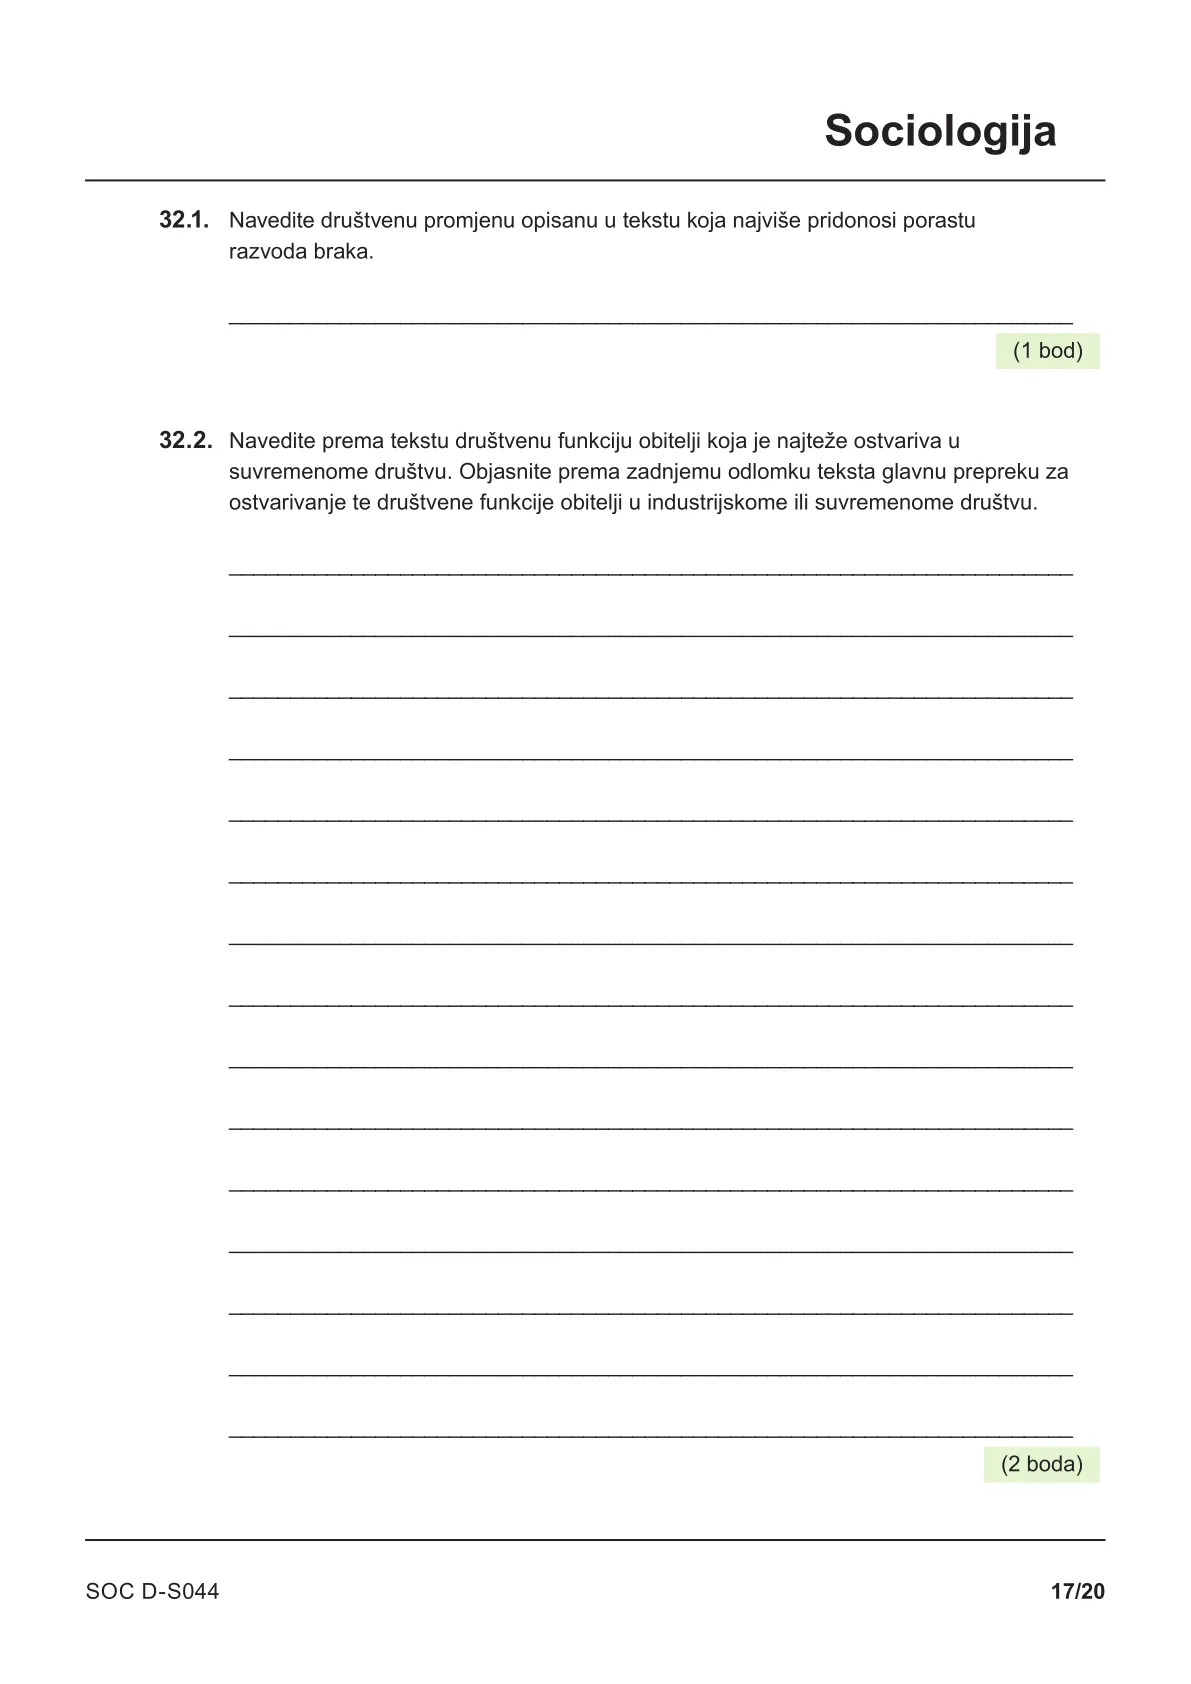 Sociologija
32.1. Navedite društvenu promjenu opisanu u tekstu koja najviše pridonosi porastu
razvoda braka.
(1 bod)
32.2. Navedite prema tekstu društvenu funkciju obitelji koja je najteže ostvariva u
suvremenome društvu. Objasnite prema zadnjemu odlomku teksta glavnu prepreku za
ostvarivanje te društvene funkcije obitelji u industrijskome ili suvremenome društvu.
(2 boda)
SOC D-S044
17/20